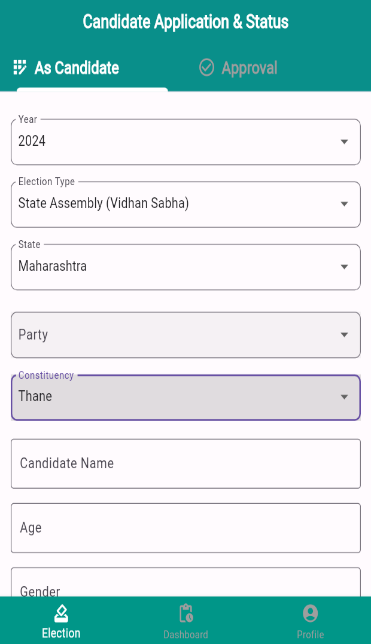 Candidate Application & Status
As Candidate
Approval
Year
2024
Election Type
State Assembly (Vidhan Sabha)
State
Maharashtra
Party
Constituency
Thane
Candidate Name
Age
Gender
Election
Dashboard
Profile